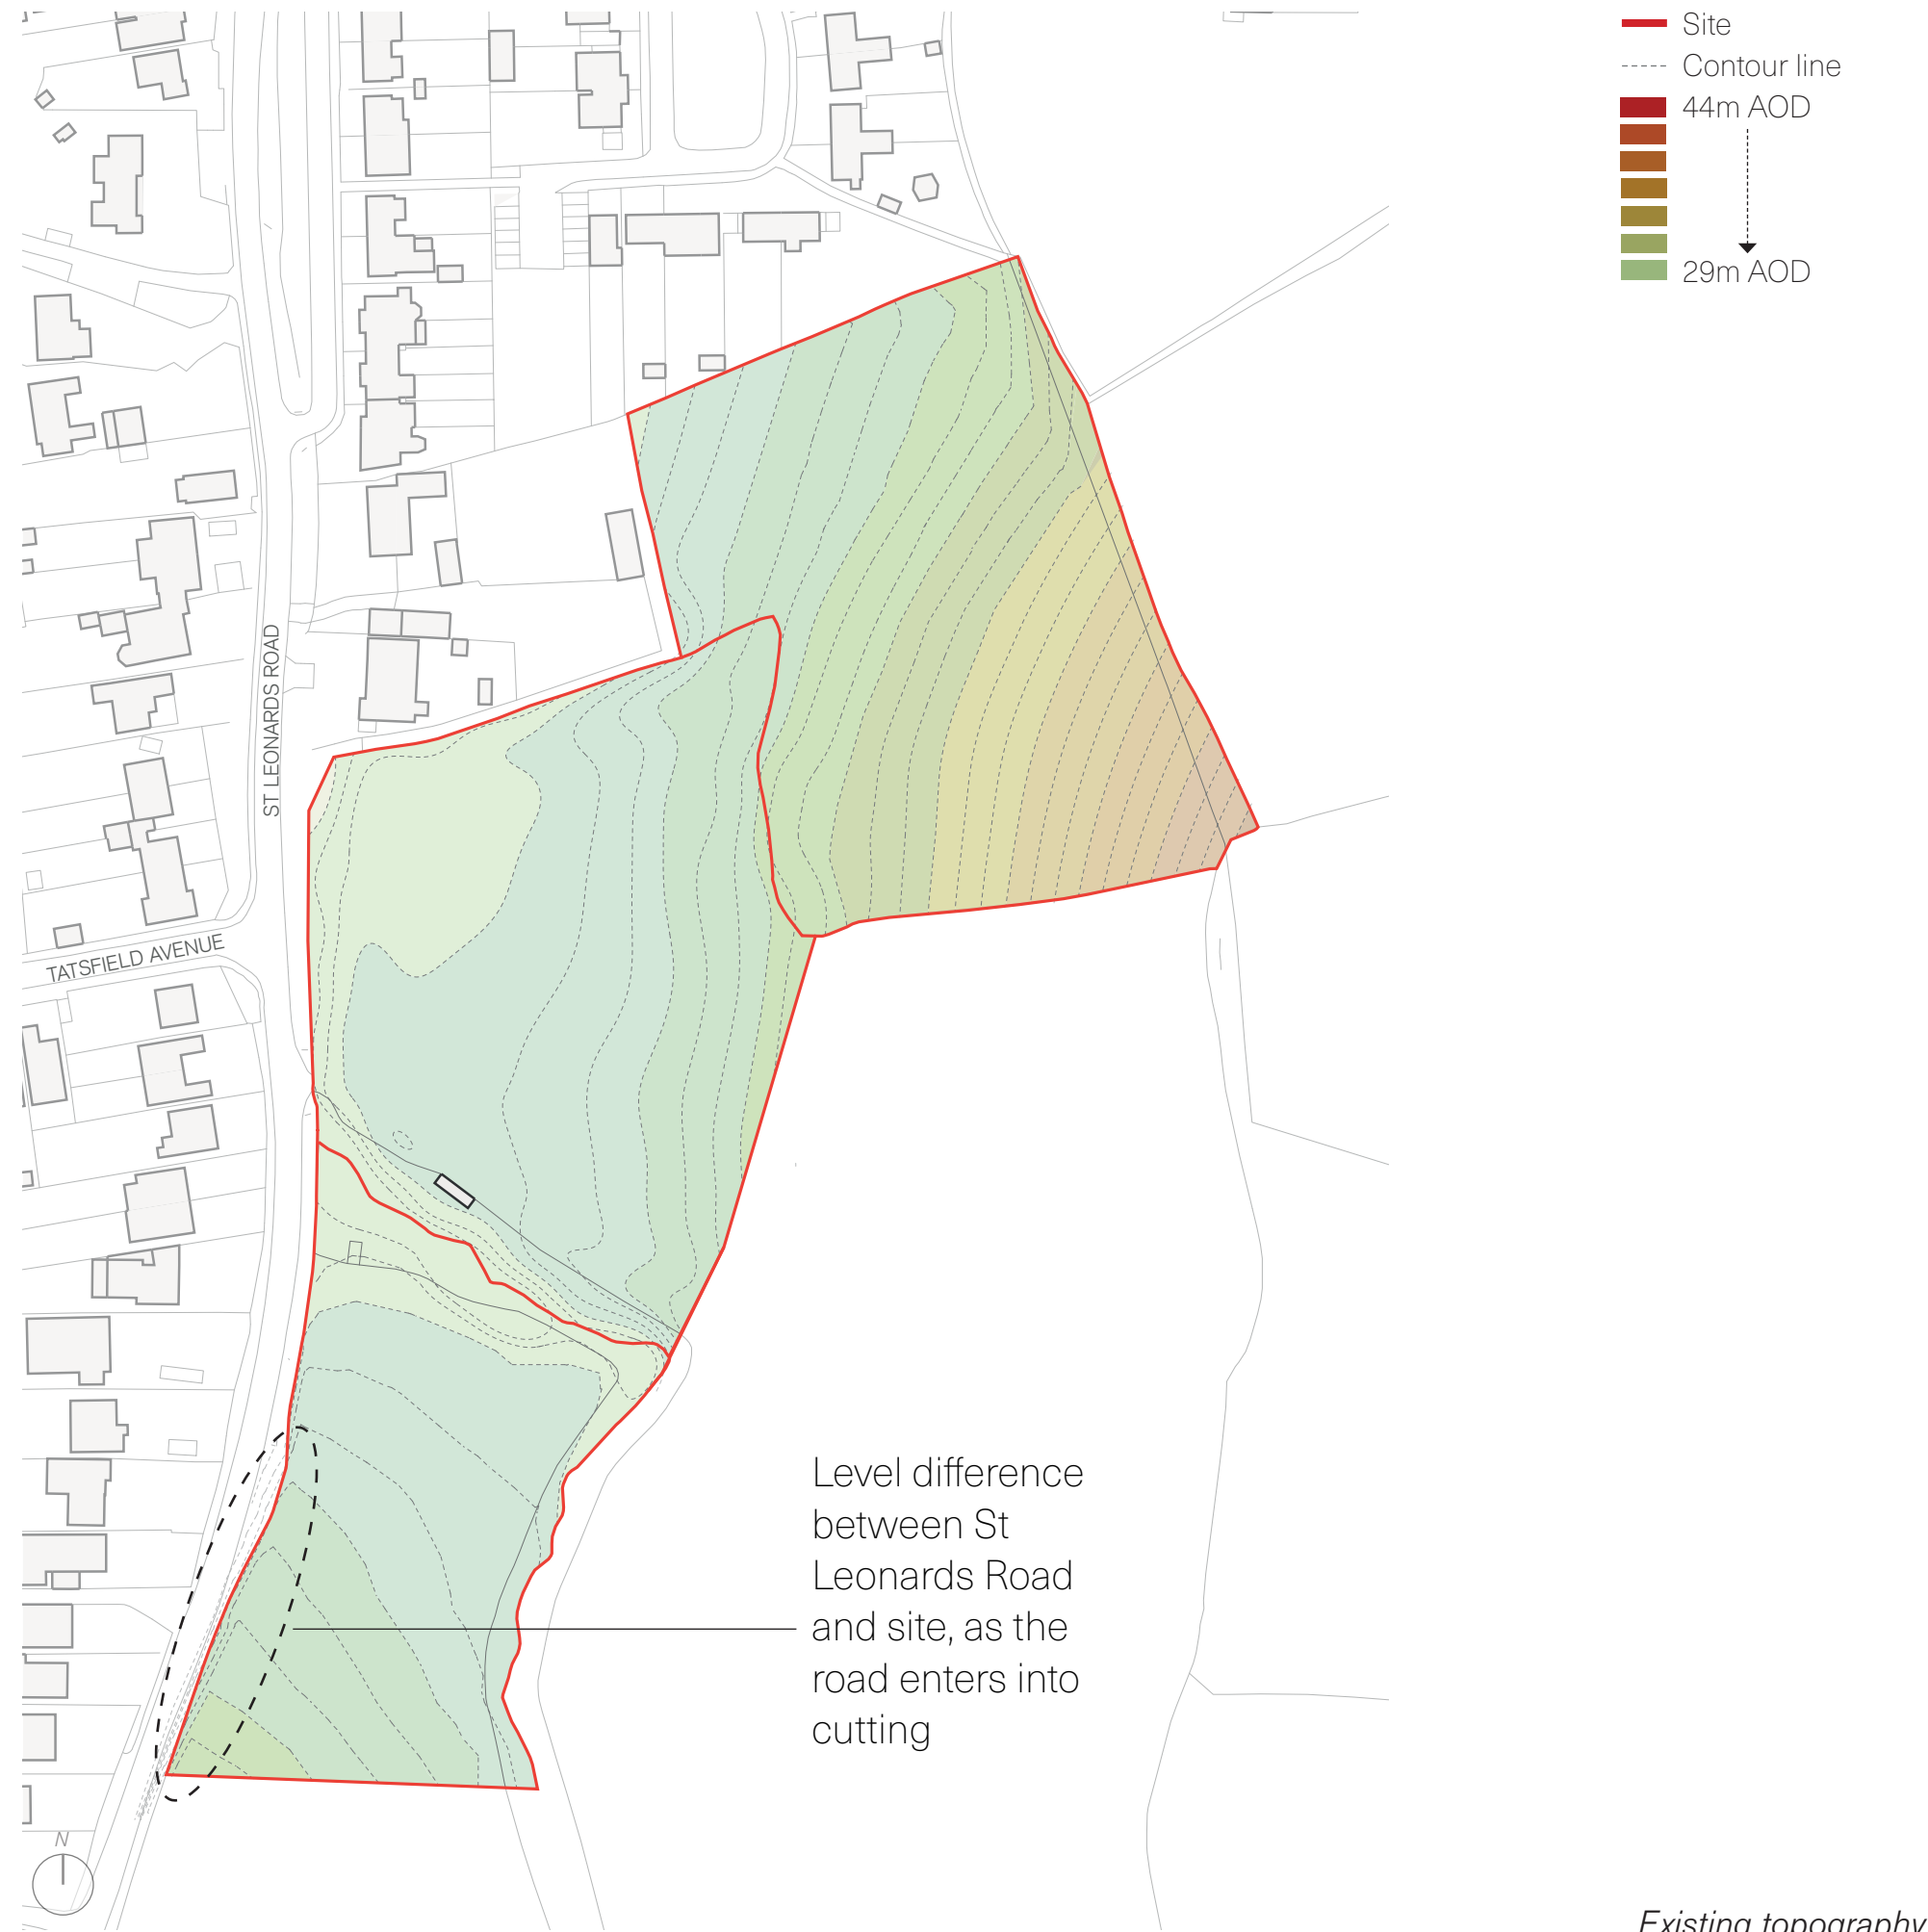 Site
Contour line
44m AOD
29m AOD
ST LEONARDS ROAD
TATSFIELD AVENUE
Level difference
between St
Leonards Road
and site, as the
road enters into
cutting
N
Existing topography